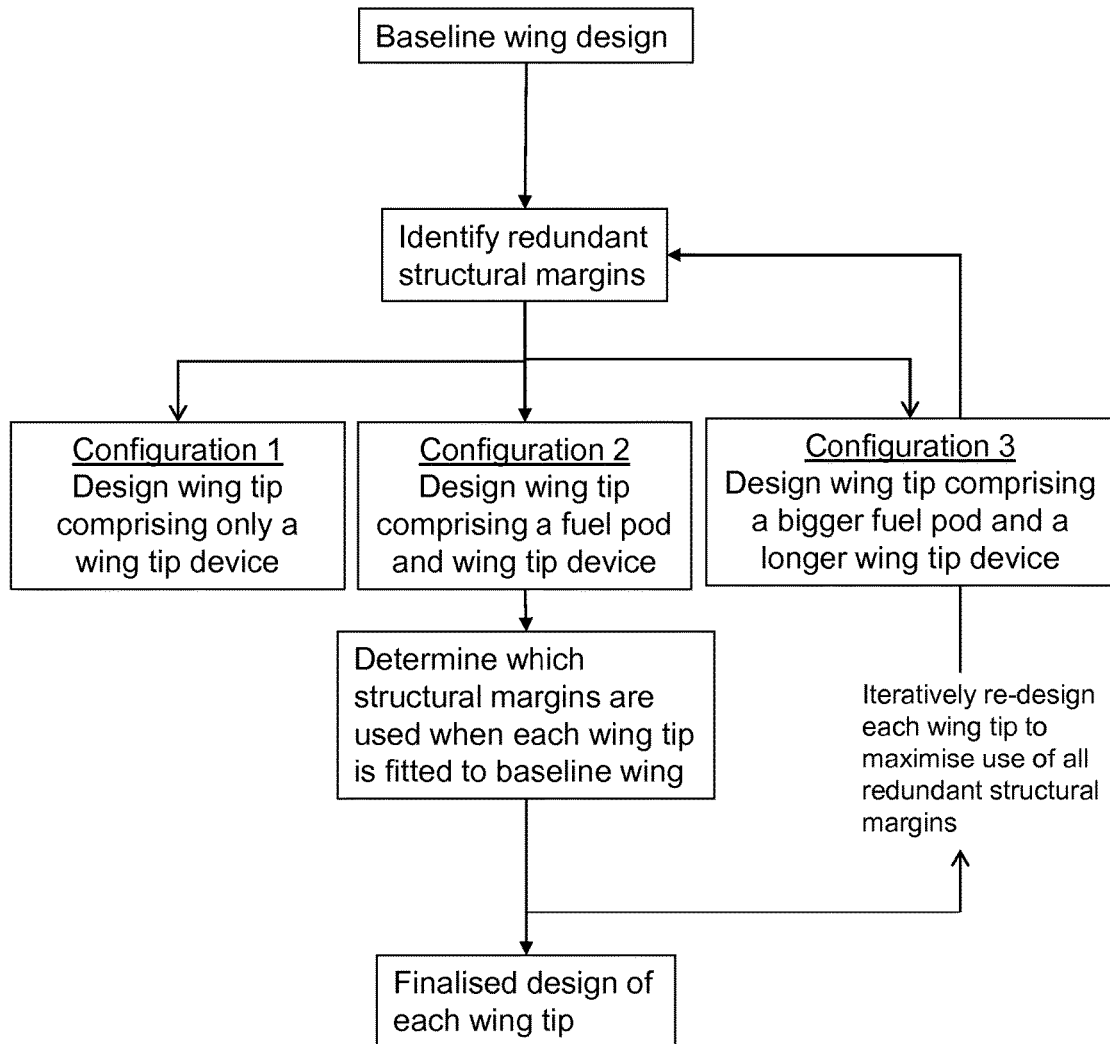 Baseline wing design
Identify redundant
structural margins
Configuration 1
Design wing tip
comprising only a
wing tip device
Configuration 2
Design wing tip
comprising a fuel pod
and wing tip device
Configuration 3
Design wing tip comprising
a bigger fuel pod and a
longer wing tip device
Determine which
structural margins are
used when each wing tip
is fitted to baseline wing
Iteratively re-design
each wing tip to
maximise use of all
redundant structural
margins
Finalised design of
each wing tip